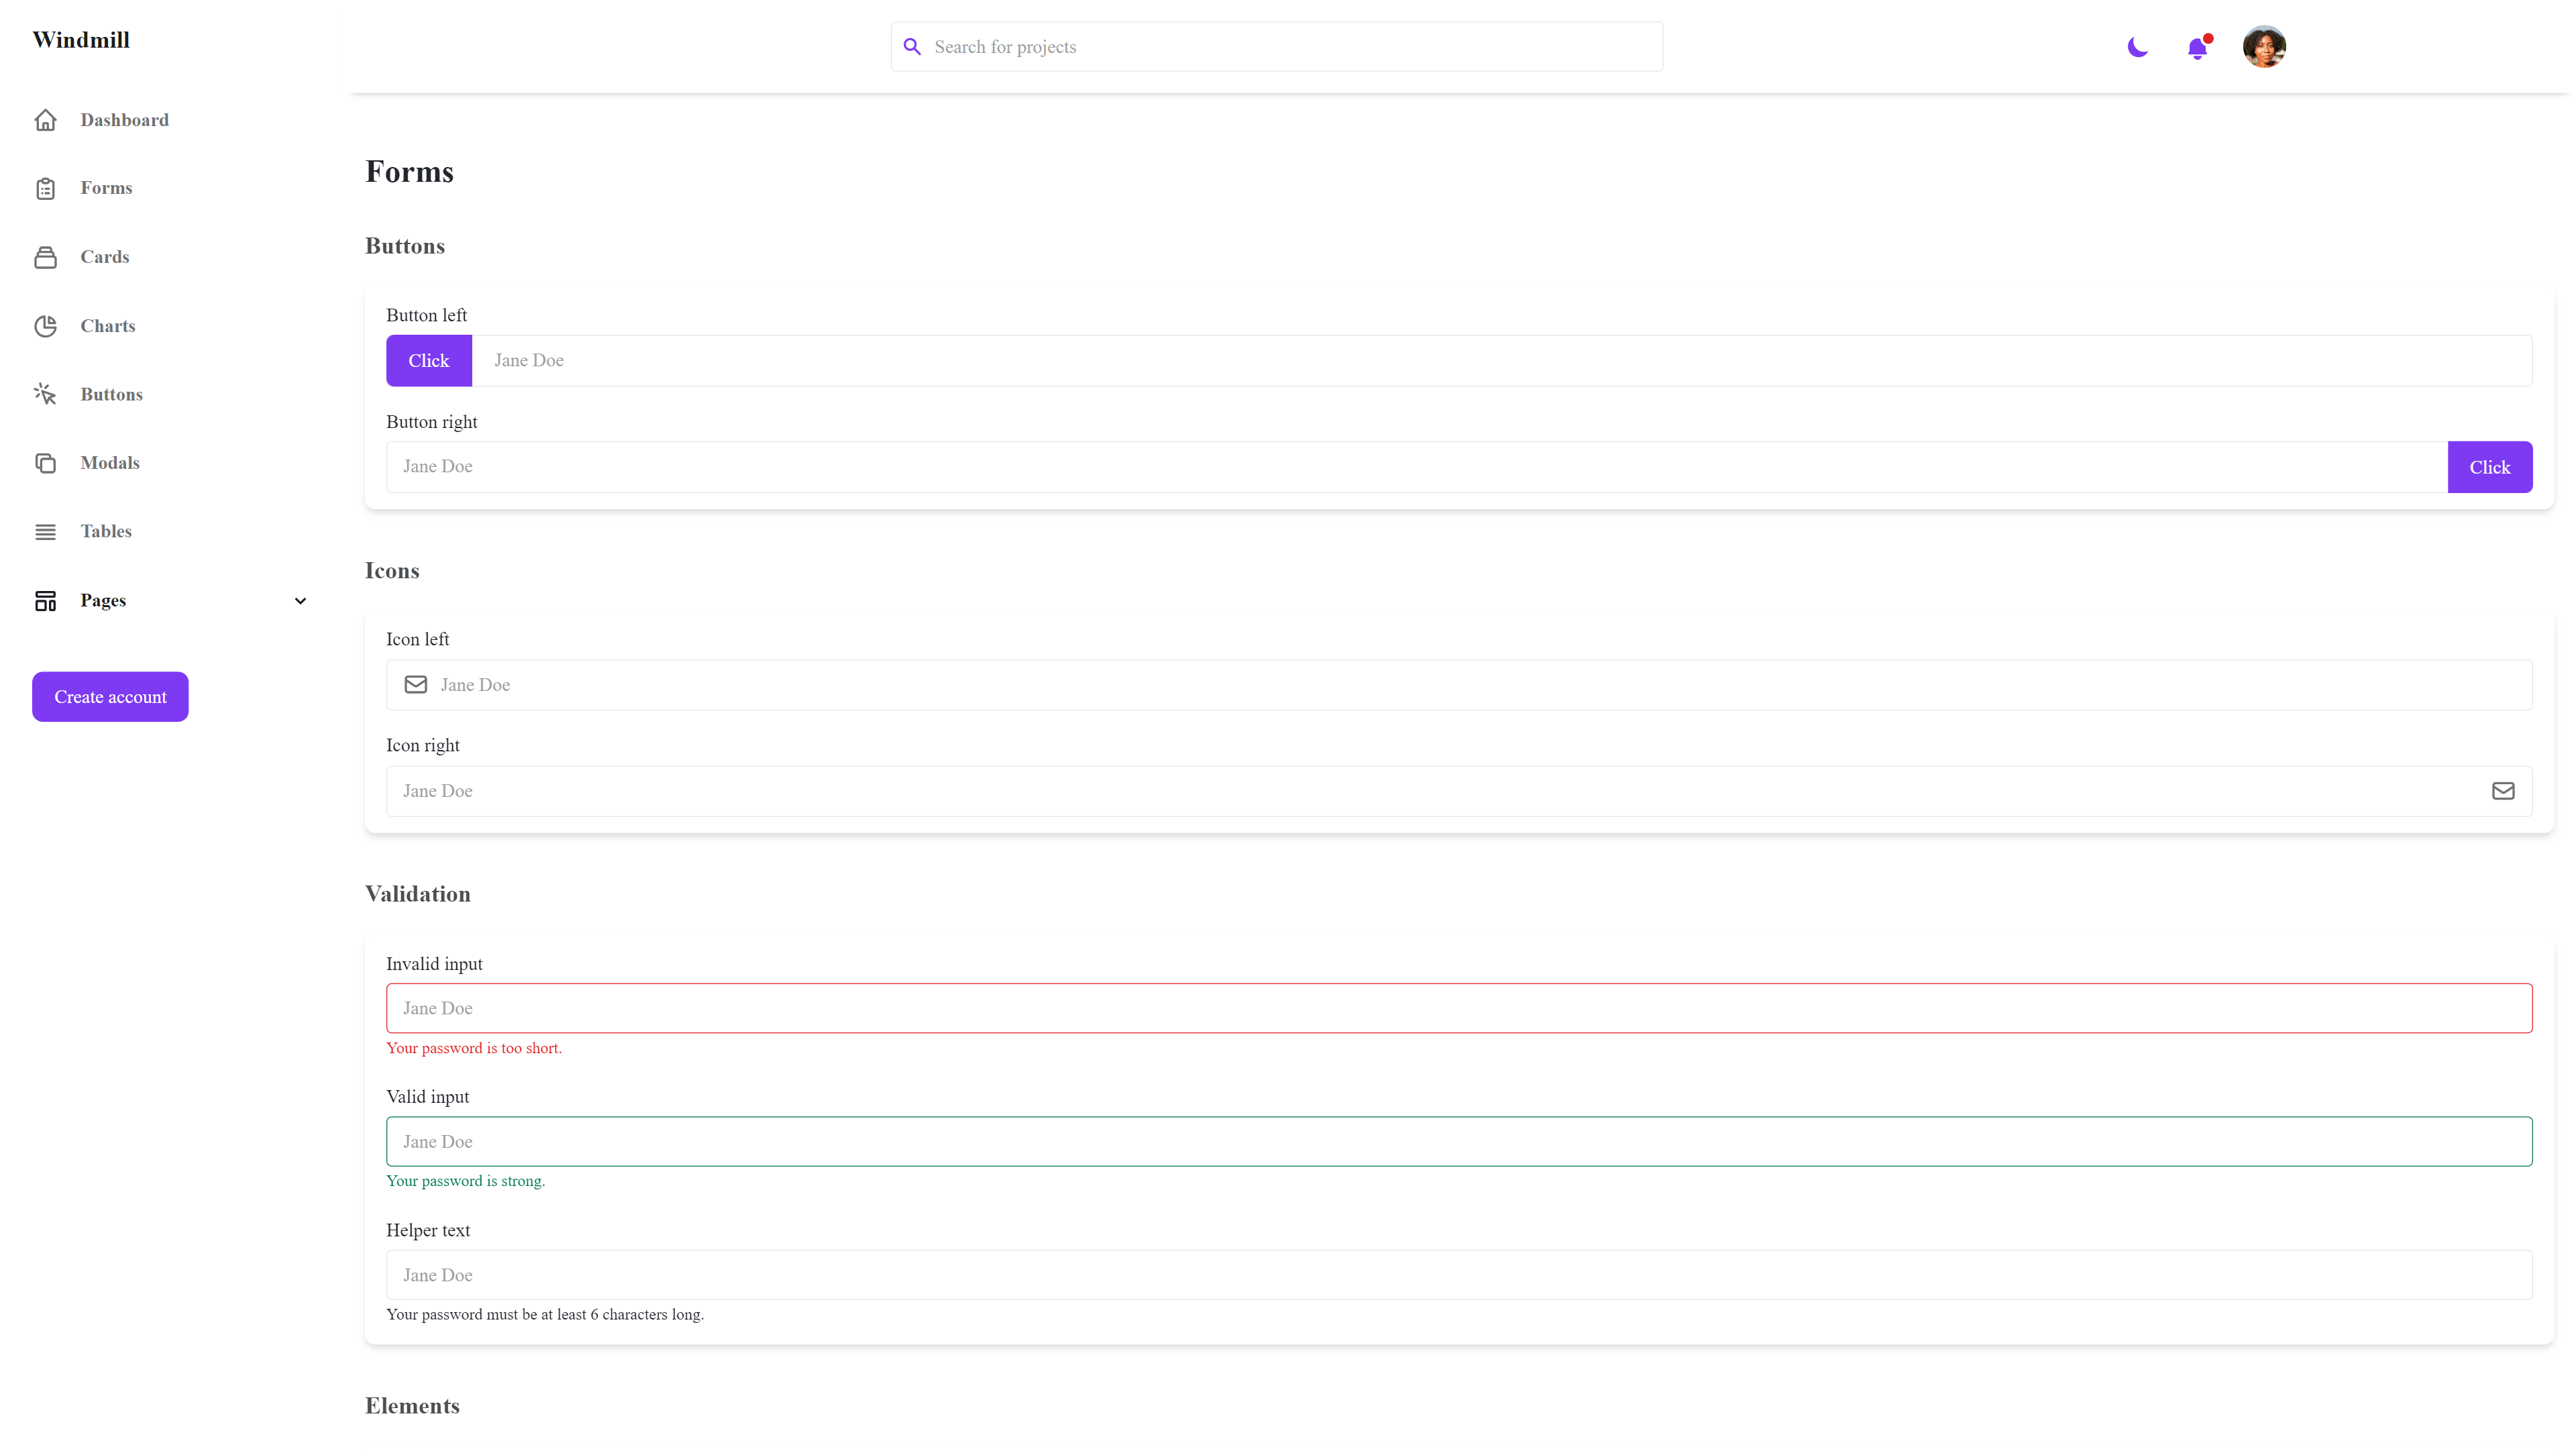 Windmill
Search for projects
Dashboard
Forms
Cards
Charts
Buttons
Modals
Tables
Pages
Create account
Forms
Buttons
Button left
Click
Jane Doe
Button right
Jane Doe
Click
Icons
Icon left
Jane Doe
Icon right
Jane Doe
Validation
Invalid input
Jane Doe
Your password is too short.
Valid input
Jane Doe
Your password is strong.
Helper text
Jane Doe
Your password must be at least 6 characters long.
Elements